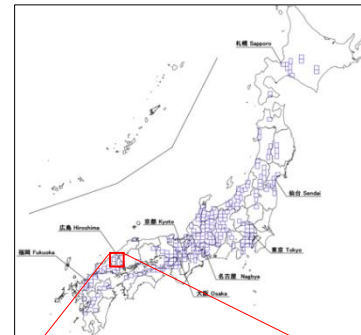 札幌 Sapporo
仙台 Sendai
京都 Kyoto
広島 Hiroshima
福岡 Fukuoka
東京 Tokyo
名古屋 Nagoya
大阪 Osaka